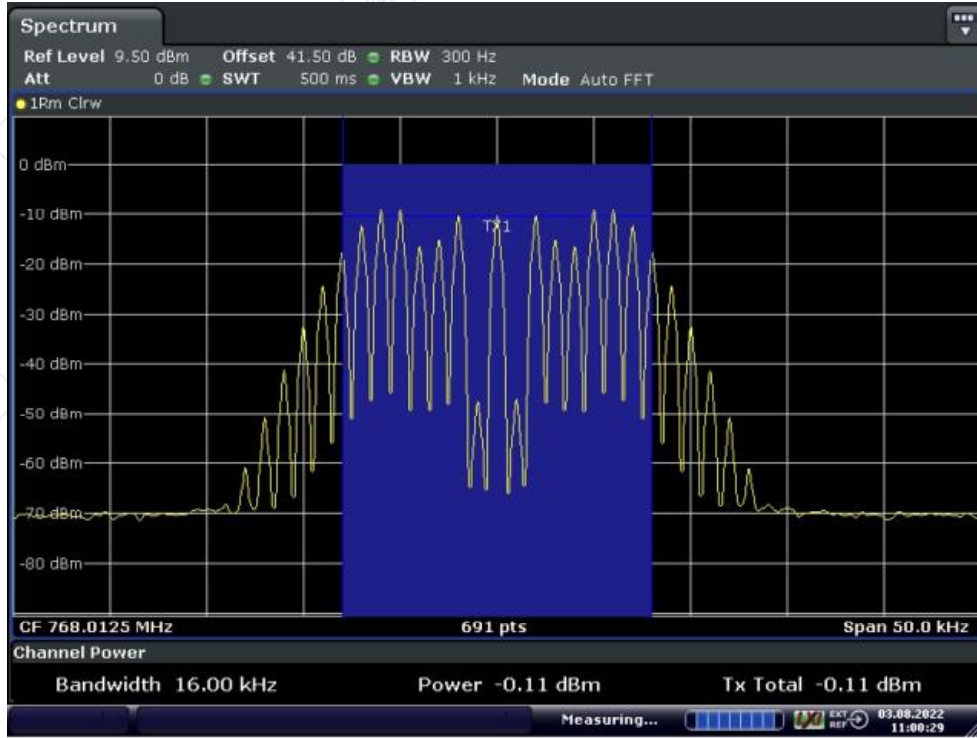 Spectrum
Ref Level 9.50 dBm Offset 41.50 dB RBW 300 Hz
Att 0 dB SWT 500 ms VBW 1 kHz Mode Auto FFT
1Rm Clrw
0 dBm
-10 dBm
TX1
-20 dBm
-30 dBm
-40 dBm
-50 dBm
-60 dBm
-70 dBm
-80 dBm
CF 768.0125 MHz 691 pts Span 50.0 kHz
Channel Power
Bandwidth 16.00 kHz Power -0.11 dBm Tx Total -0.11 dBm
Measuring... EXT REF 03.08.2022
11:00:29